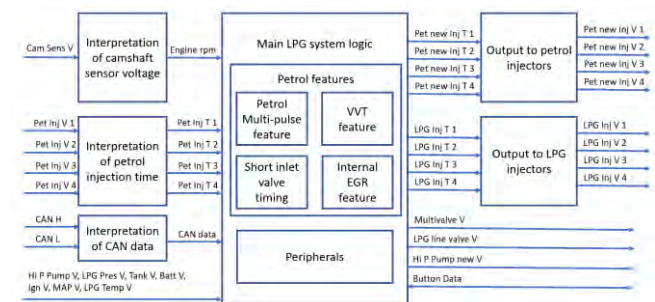 Cam Sens V
Interpretation
of camshaft
sensor voltage
Engine rpm
Pet Inj V 1
Pet Inj V 2
Pet Inj V 3
Pet Inj V 4
Interpretation
of petrol
injection time
Pet Inj T 1
Pet Inj T 2
Pet Inj T 3
Pet Inj T 4
CAN H
CAN L
Interpretation
of CAN data
CAN data
Hi P Pump V, LPG Pres V, Tank V, Batt V,
Ign V, MAP V, LPG Temp V
Main LPG system logic
Petrol features
Petrol
Multi-pulse
feature
VVT
feature
Short inlet
valve
timing
Internal
EGR
feature
Peripherals
Pet new Inj T 1
Pet new Inj T 2
Pet new Inj T 3
Pet new Inj T 4
Output to petrol
injectors
Pet new Inj V 1
Pet new Inj V 2
Pet new Inj V 3
Pet new Inj V 4
LPG Inj T 1
LPG Inj T 2
LPG Inj T 3
LPG Inj T 4
Output to LPG
injectors
LPG Inj V 1
LPG Inj V 2
LPG Inj V 3
LPG Inj V 4
Multivalve V
LPG line valve V
Hi P Pump new V
Button Data